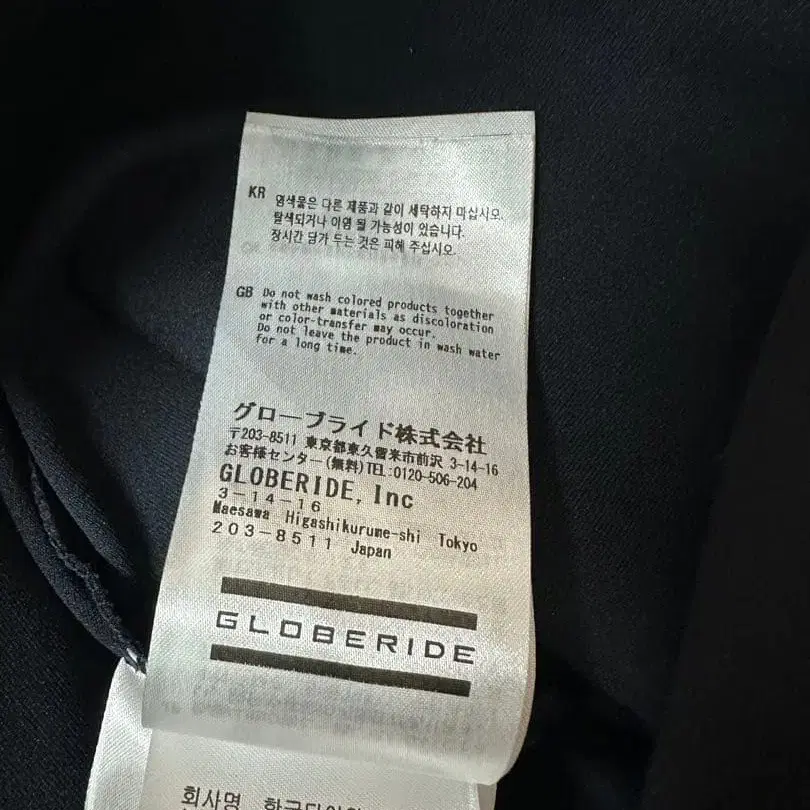 KR 염색물은 다른 제품과 같이 세탁하지 마십시오.
탈색되거나 이염 될 가능성이 있습니다.
장시간 담가 두는 것은 피해 주십시오.
GB Do not wash colored products together
with other materials as discoloration
or color-transfer may occur.
Do not leave the product in wash water
for a long time.
グローブライド株式会社
〒203-8511 東京都東久留米市前沢 3-14-16
お客様センター(無料)TEL:0120-506-204
GLOBERIDE, Inc
3-14-16
Maesawa Higashikurume-shi Tokyo
203-8511 Japan
GLOBERIDE
회사명